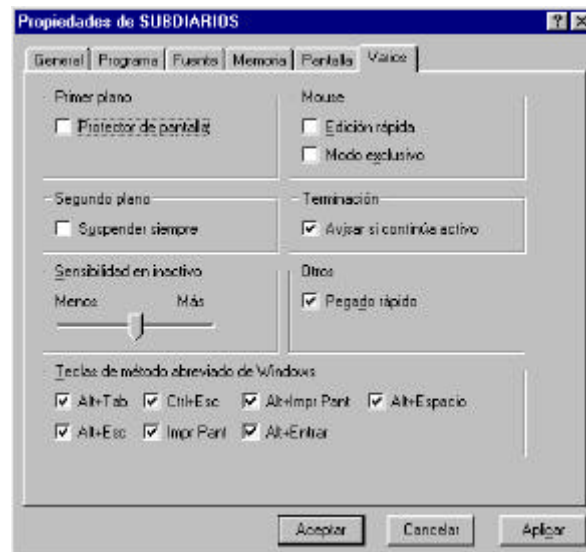 Propiedades de SUBDIARIOS
General Programa Fuente Memoria Pantalla Varios
Primer plano
Protector de pantalla
Mouse
Edición rápida
Modo exclusivo
Segundo plano
Suspender siempre
Terminación
Avisar si continúa activo
Sensibilidad en inactivo
Menos Más
Otros
Pegado rápido
Teclas de método abreviado de Windows
Alt+Tab Ctrl+Esc Alt+Impr Pant Alt+Espacio
Alt+Esc Impr Pant Alt+Entrar
Aceptar Cancelar Aplicar